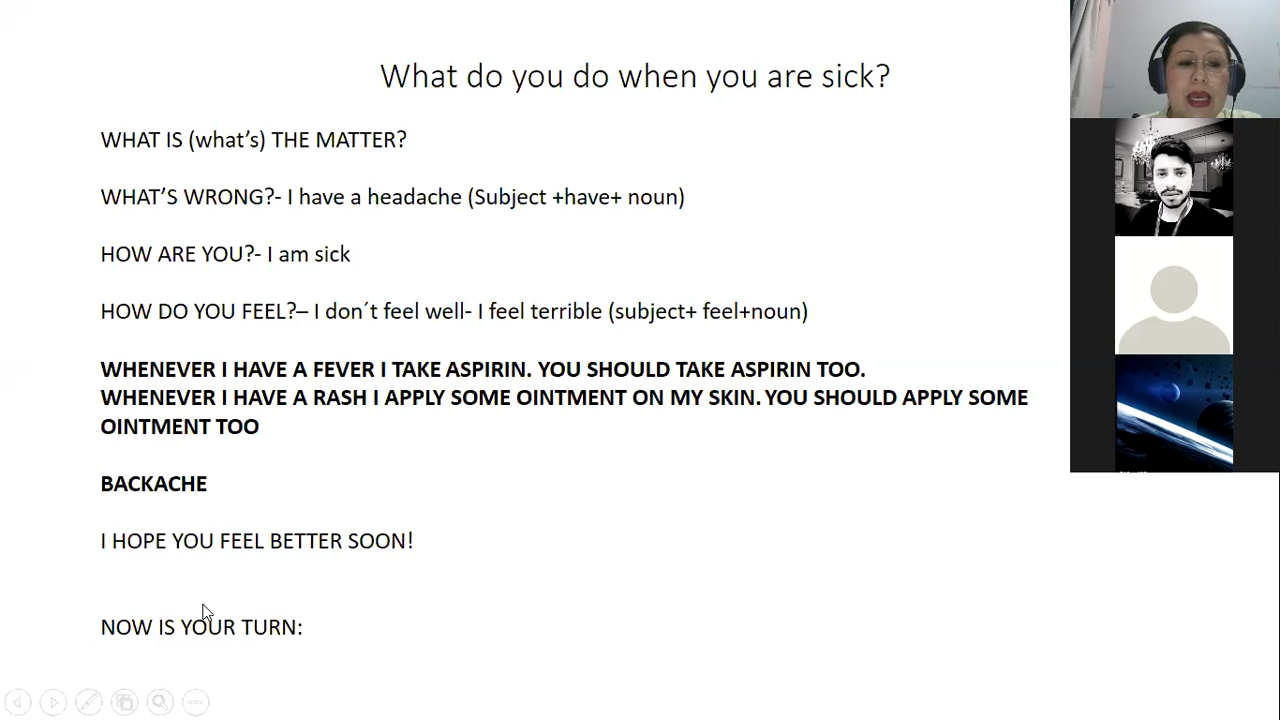 What do you do when you are sick?
WHAT IS (what's) THE MATTER?
WHAT'S WRONG?- I have a headache (Subject +have+ noun)
HOW ARE YOU?- I am sick
HOW DO YOU FEEL?– I don´t feel well- I feel terrible (subject+ feel+noun)
WHENEVER I HAVE A FEVER I TAKE ASPIRIN. YOU SHOULD TAKE ASPIRIN TOO.
WHENEVER I HAVE A RASH I APPLY SOME OINTMENT ON MY SKIN. YOU SHOULD APPLY SOME
OINTMENT TOO
BACKACHE
I HOPE YOU FEEL BETTER SOON!
NOW IS YOUR TURN: